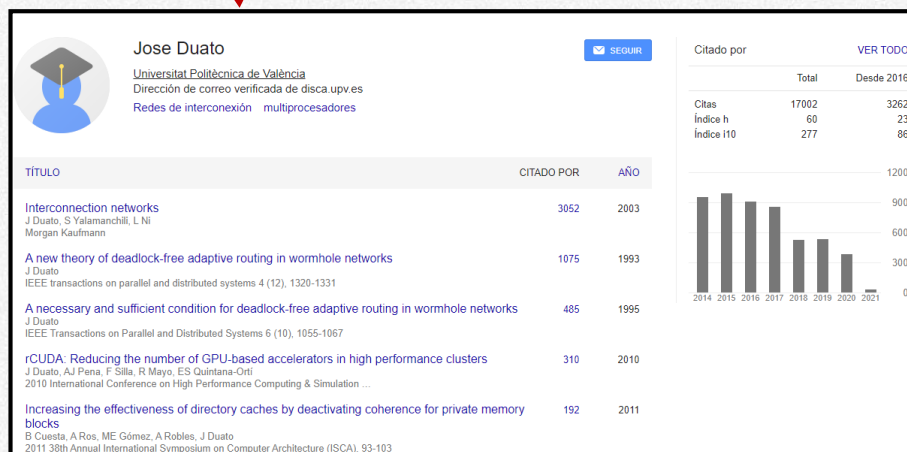 Jose Duato
SEGUIR
Universitat Politècnica de València
Dirección de correo verificada de disca.upv.es
Redes de interconexión multiprocesadores
TÍTULO CITADO POR AÑO
Interconnection networks 3052 2003
J Duato, S Yalamanchili, L Ni
Morgan Kaufmann
A new theory of deadlock-free adaptive routing in wormhole networks 1075 1993
J Duato
IEEE transactions on parallel and distributed systems 4 (12), 1320-1331
A necessary and sufficient condition for deadlock-free adaptive routing in wormhole networks 485 1995
J Duato
IEEE Transactions on Parallel and Distributed Systems 6 (10), 1055-1067
rCUDA: Reducing the number of GPU-based accelerators in high performance clusters 310 2010
J Duato, AJ Pena, F Silla, R Mayo, ES Quintana-Ortí
2010 International Conference on High Performance Computing & Simulation ...
Increasing the effectiveness of directory caches by deactivating coherence for private memory 192 2011
blocks
B Cuesta, A Ros, ME Gómez, A Robles, J Duato
2011 38th Annual International Symposium on Computer Architecture (ISCA), 93-103
Citado por VER TODO
Total Desde 2016
Citas 17002 3262
Índice h 60 23
Índice i10 277 86
1200
900
600
300
0
2014 2015 2016 2017 2018 2019 2020 2021